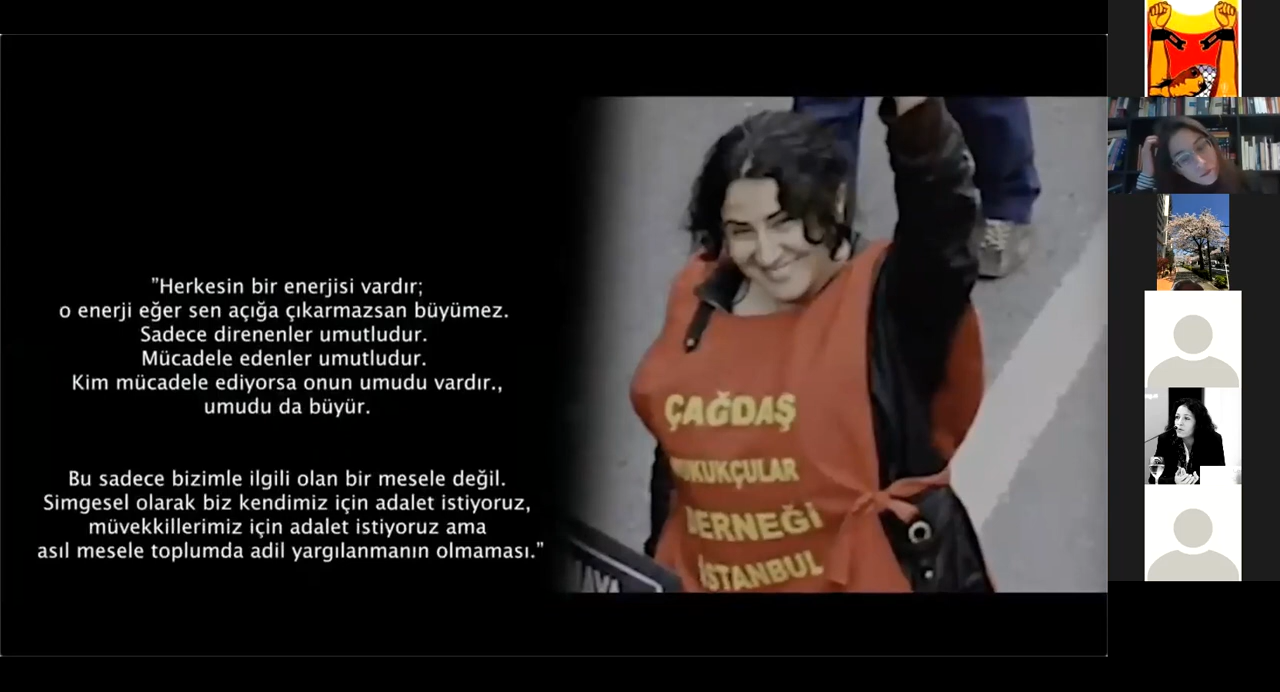 "Herkesin bir enerjisi vardır;
o enerji eğer sen açığa çıkarmazsan büyümez.
Sadece direnenler umutludur.
Mücadele edenler umutludur.
Kim mücadele ediyorsa onun umudu vardır.,
umudu da büyür.
Bu sadece bizimle ilgili olan bir mesele değil.
Simgesel olarak biz kendimiz için adalet istiyoruz,
müvekkillerimiz için adalet istiyoruz ama
asıl mesele toplumda adil yargılanmanın olmaması."
ÇAĞDAŞ
HUKUKÇULAR
DERNEĞİ
İSTANBUL